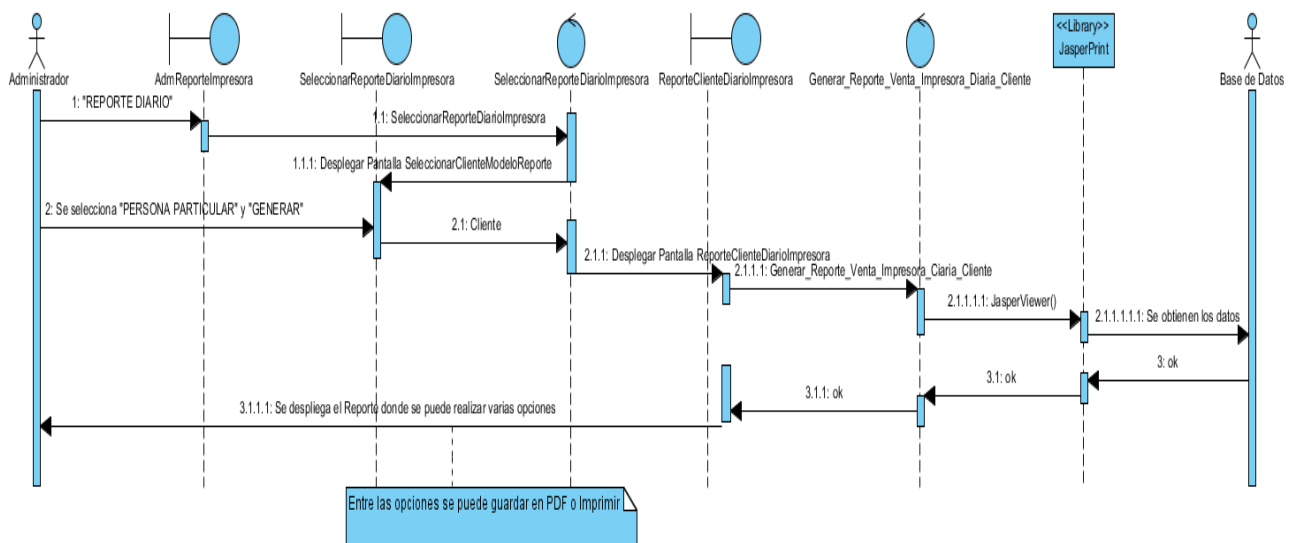 <<Library>>
JasperPrint
Administrador
AdmReporteImpresora
SeleccionarReporteDiarioImpresora
SeleccionarReporteDiarioImpresora
ReporteClienteDiarioImpresora
Generar_Reporte_Venta_Impresora_Diaria_Cliente
Base de Datos
1: "REPORTE DIARIO"
1.1: SeleccionarReporteDiarioImpresora
1.1.1: Desplegar Pantalla SeleccionarClienteModeloReporte
2: Se selecciona "PERSONA PARTICULAR" y "GENERAR"
2.1: Cliente
2.1.1: Desplegar Pantalla ReporteClienteDiarioImpresora
2.1.1.1: Generar_Reporte_Venta_Impresora_Ciaria_Cliente
2.1.1.1.1: JasperViewer()
2.1.1.1.1.1: Se obtienen los datos
3: ok
3.1: ok
3.1.1: ok
3.1.1.1: Se despliega el Reporte donde se puede realizar varias opciones
Entre las opciones se puede guardar en PDF o Imprimir